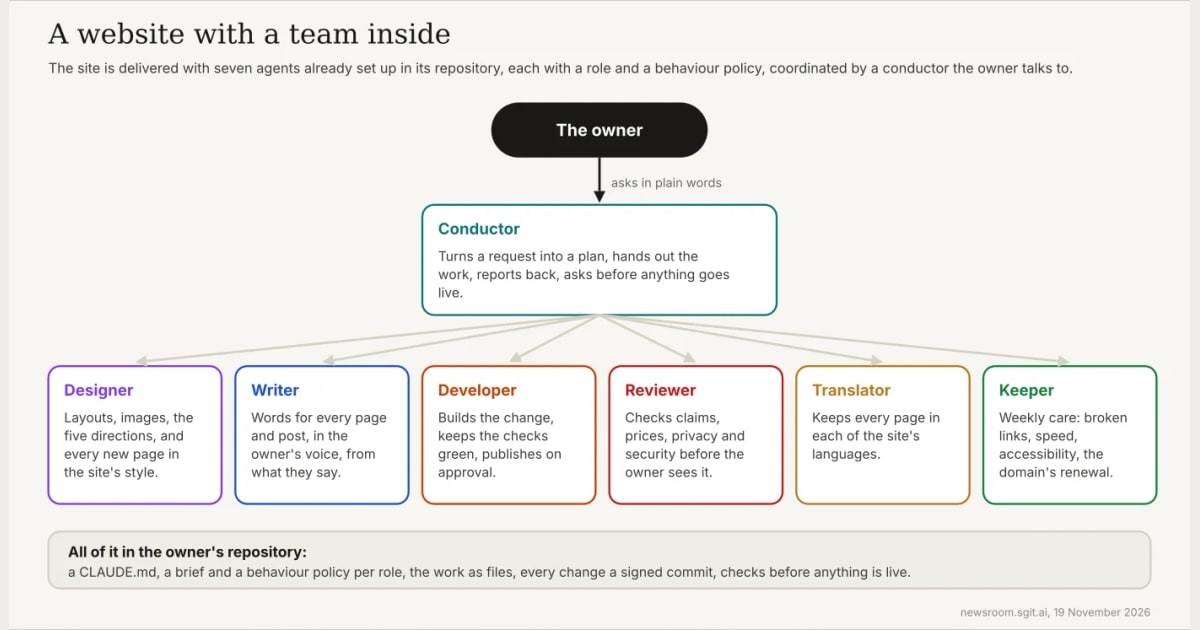 A website with a team inside
The site is delivered with seven agents already set up in its repository, each with a role and a behaviour policy, coordinated by a conductor the owner talks to.
The owner
asks in plain words
Conductor
Turns a request into a plan, hands out the
work, reports back, asks before anything goes
live.
Designer
Layouts, images, the
five directions, and
every new page in
the site's style.
Writer
Words for every page
and post, in the
owner's voice, from
what they say.
Developer
Builds the change,
keeps the checks
green, publishes on
approval.
Reviewer
Checks claims,
prices, privacy and
security before the
owner sees it.
Translator
Keeps every page in
each of the site's
languages.
Keeper
Weekly care: broken
links, speed,
accessibility, the
domain's renewal.
All of it in the owner's repository:
a CLAUDE.md, a brief and a behaviour policy per role, the work as files, every change a signed commit, checks before anything is live.
newsroom.sgit.ai, 19 November 2026